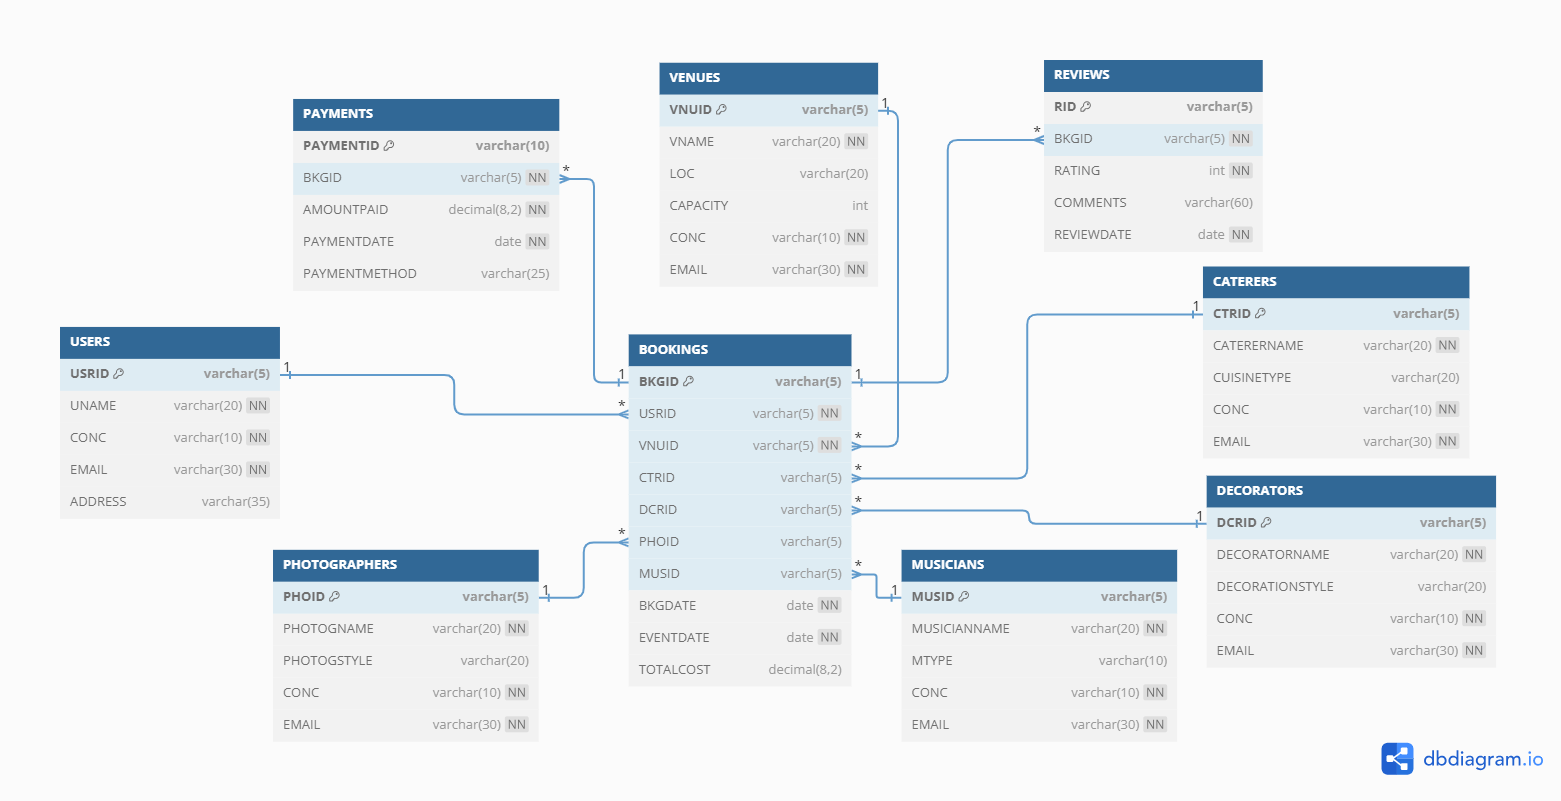 PAYMENTS
PAYMENTID varchar(10)
BKGID varchar(5) NN
AMOUNTPAID decimal(8,2) NN
PAYMENTDATE date NN
PAYMENTMETHOD varchar(25)
VENUES
VNUID varchar(5)
VNAME varchar(20) NN
LOC varchar(20)
CAPACITY int
CONC varchar(10) NN
EMAIL varchar(30) NN
REVIEWS
RID varchar(5)
BKGID varchar(5) NN
RATING int NN
COMMENTS varchar(60)
REVIEWDATE date NN
USERS
USRID varchar(5)
UNAME varchar(20) NN
CONC varchar(10) NN
EMAIL varchar(30) NN
ADDRESS varchar(35)
BOOKINGS
BKGID varchar(5)
USRID varchar(5) NN
VNUID varchar(5) NN
CTRID varchar(5)
DCRID varchar(5)
PHOID varchar(5)
MUSID varchar(5)
BKGDATE date NN
EVENTDATE date NN
TOTALCOST decimal(8,2)
CATERERS
CTRID varchar(5)
CATERERNAME varchar(20) NN
CUISINETYPE varchar(20)
CONC varchar(10) NN
EMAIL varchar(30) NN
DECORATORS
DCRID varchar(5)
DECORATORNAME varchar(20) NN
DECORATIONSTYLE varchar(20)
CONC varchar(10) NN
EMAIL varchar(30) NN
PHOTOGRAPHERS
PHOID varchar(5)
PHOTOGNAME varchar(20) NN
PHOTOGSTYLE varchar(20)
CONC varchar(10) NN
EMAIL varchar(30) NN
MUSICIANS
MUSID varchar(5)
MUSICIANNAME varchar(20) NN
MTYPE varchar(10)
CONC varchar(10) NN
EMAIL varchar(30) NN
*
1
1
*
1
*
1
*
1
*
1
*
1
*
1
*
1
dbdiagram.io